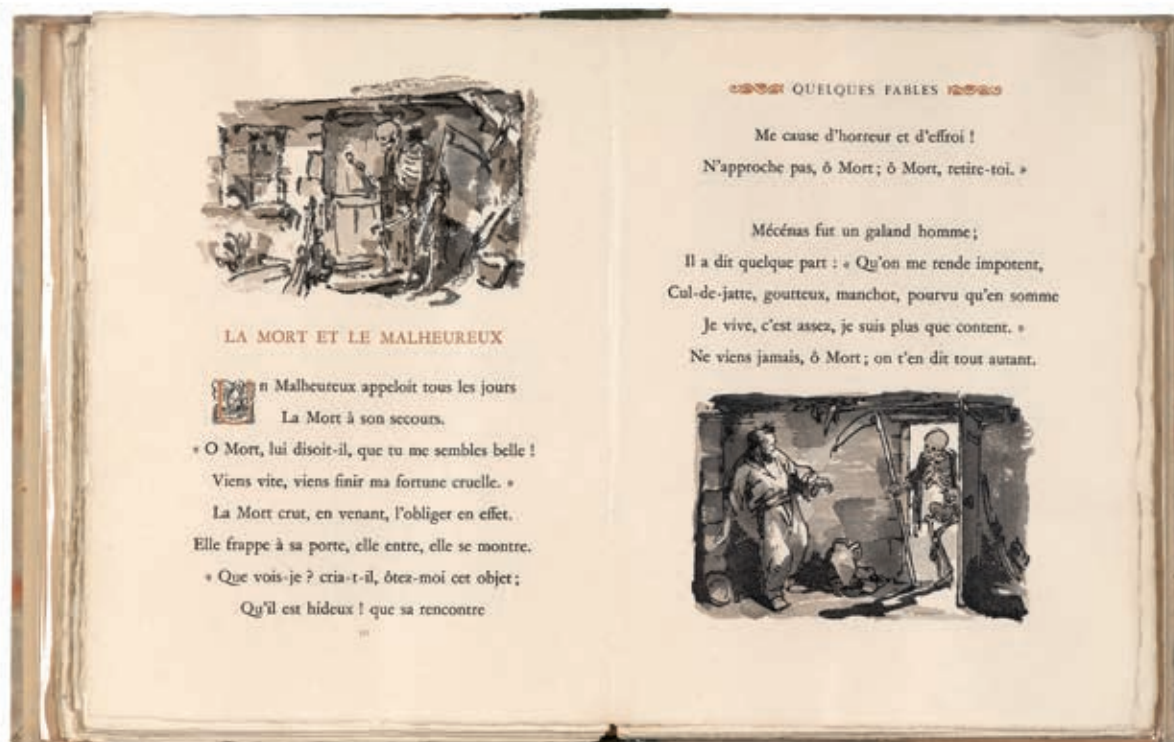 LA MORT ET LE MALHEUREUX
Un Malheureux appeloit tous les jours
La Mort à son secours.
« O Mort, lui disoit-il, que tu me sembles belle !
Viens vite, viens finir ma fortune cruelle. »
La Mort crut, en venant, l'obliger en effet.
Elle frappe à sa porte, elle entre, elle se montre.
« Que vois-je ? cria-t-il, ôtez-moi cet objet ;
Qu'il est hideux ! que sa rencontre
QUELQUES FABLES
Me cause d'horreur et d'effroi !
N'approche pas, ô Mort ; ô Mort, retire-toi. »
Mécénas fut un galand homme ;
Il a dit quelque part : « Qu'on me rende impotent,
Cul-de-jatte, goutteux, manchot, pourvu qu'en somme
Je vive, c'est assez, je suis plus que content. »
Ne viens jamais, ô Mort ; on t'en dit tout autant.